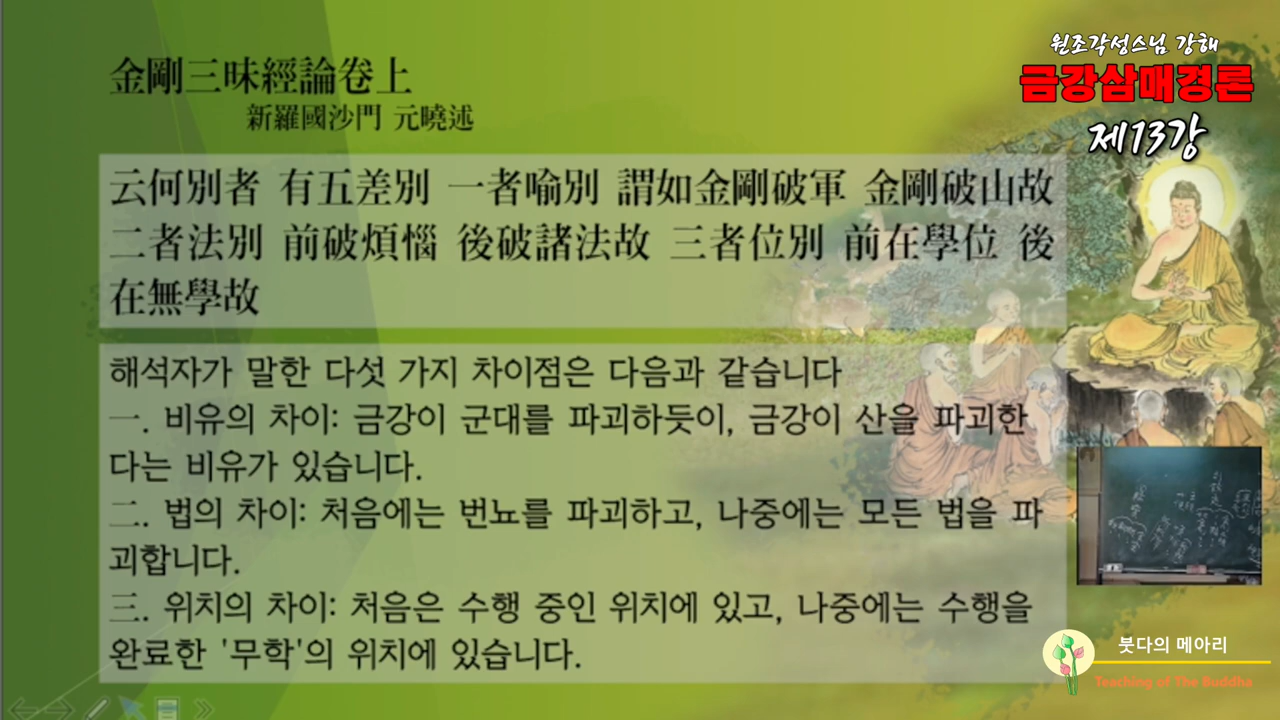 金剛三昧經論卷上
新羅國沙門 元曉述
云何別者 有五差別 一者喻別 謂如金剛破軍 金剛破山故
二者法別 前破煩惱 後破諸法故 三者位別 前在學位 後
在無學故
해석자가 말한 다섯 가지 차이점은 다음과 같습니다
一. 비유의 차이: 금강이 군대를 파괴하듯이, 금강이 산을 파괴한
다는 비유가 있습니다.
二. 법의 차이: 처음에는 번뇨를 파괴하고, 나중에는 모든 법을 파
괴합니다.
三. 위치의 차이: 처음은 수행 중인 위치에 있고, 나중에는 수행을
완료한 '무학'의 위치에 있습니다.
원조각성스님 강해
금강삼매경론
제13강
붓다의 메아리
Teaching of The Buddha